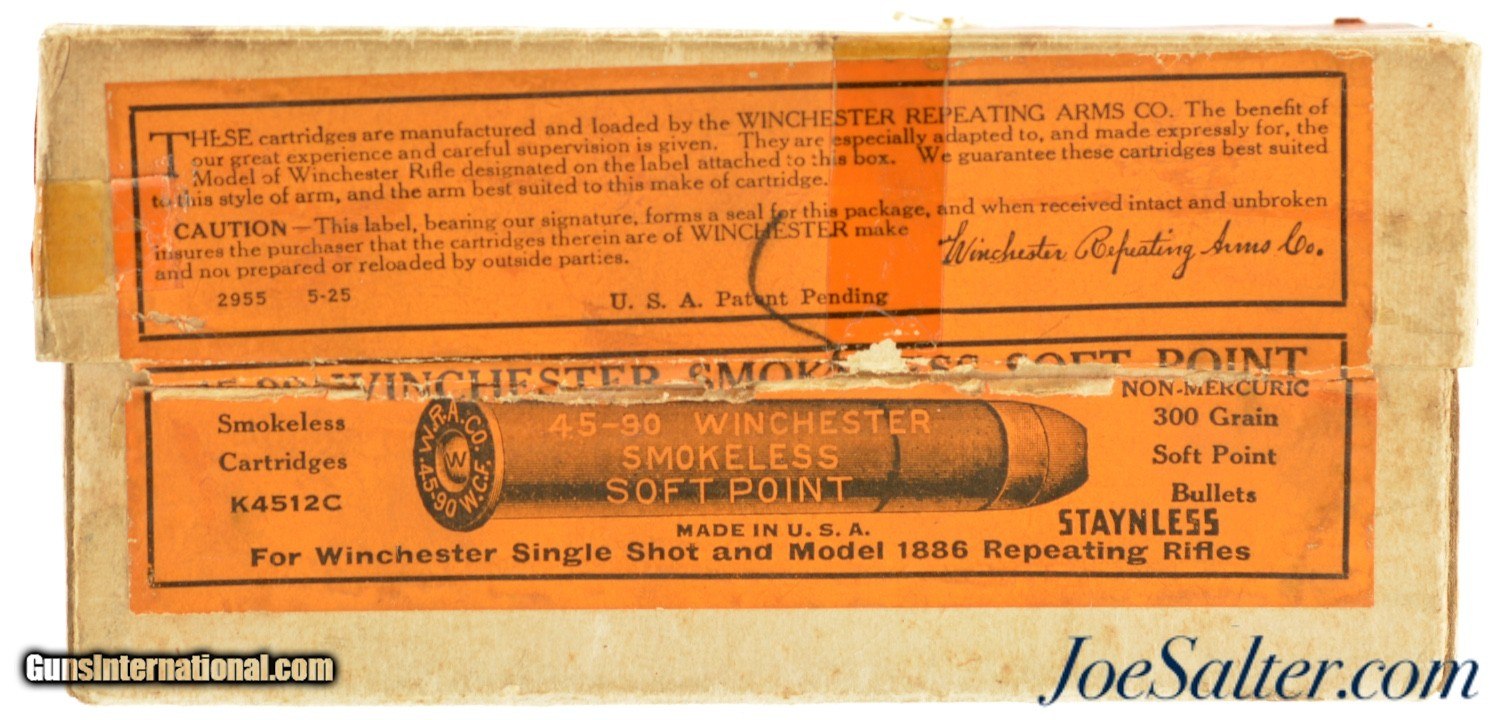 THESE cartridges are manufactured and loaded by the WINCHESTER REPEATING ARMS CO. The benefit of
our great experience and careful supervision is given. They are especially adapted to, and made expressly for, the
Model of Winchester Rifle designated on the label attached to this box. We guarantee these cartridges best suited
to this style of arm, and the arm best suited to this make of cartridge.
CAUTION—This label, bearing our signature, forms a seal for this package, and when received intact and unbroken
insures the purchaser that the cartridges therein are of WINCHESTER make
and not prepared or reloaded by outside parties.
Winchester Repeating Arms Co.
2955 5-25
U. S. A. Patent Pending
45-90 WINCHESTER SMOKELESS SOFT POINT
NON-MERCURIC
Smokeless
Cartridges
K4512C
W.R.A.CO.
W
45-90 W.C.F.
45-90 WINCHESTER
SMOKELESS
SOFT POINT
300 Grain
Soft Point
Bullets
STAYNLESS
MADE IN U. S. A.
For Winchester Single Shot and Model 1886 Repeating Rifles
GunsInternational.com
JoeSalter.com